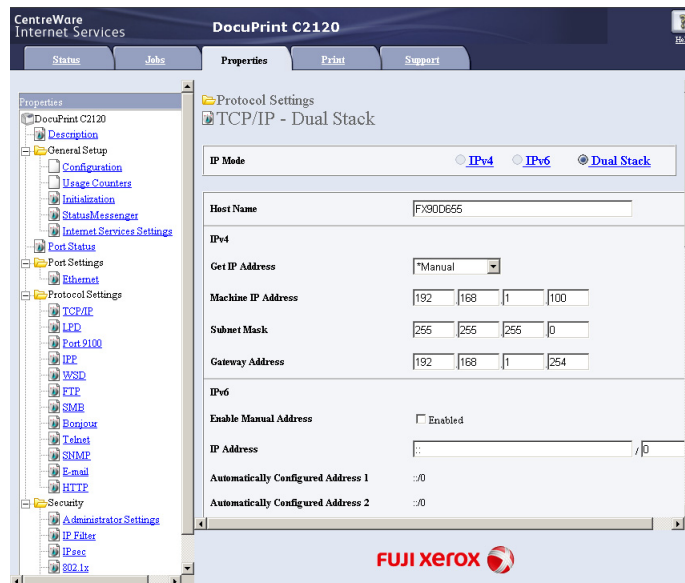 CentreWare
Internet Services
DocuPrint C2120
Status
Jobs
Properties
Print
Support
Properties
DocuPrint C2120
Description
General Setup
Configuration
Usage Counters
Initialization
StatusMessenger
Internet Services Settings
Port Status
Port Settings
Ethernet
Protocol Settings
TCP/IP
LPD
Port 9100
IPP
WSD
FTP
SMB
Bonjour
Telnet
SNMP
E-mail
HTTP
Security
Administrator Settings
IP Filter
IPsec
802.1x
Protocol Settings
TCP/IP - Dual Stack
IP Mode IPv4 IPv6 Dual Stack
Host Name FX90D655
IPv4
Get IP Address *Manual
Machine IP Address 192 .168 .1 .100
Subnet Mask 255 .255 .255 .0
Gateway Address 192 .168 .1 .254
IPv6
Enable Manual Address Enabled
IP Address :: / 0
Automatically Configured Address 1 ::/0
Automatically Configured Address 2 ::/0
FUJI XEROX